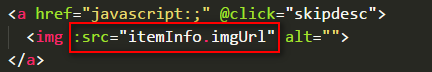 <a href="javascript:;" @click="skipdesc">
<img :src="itemInfo.imgUrl" alt="">
</a>